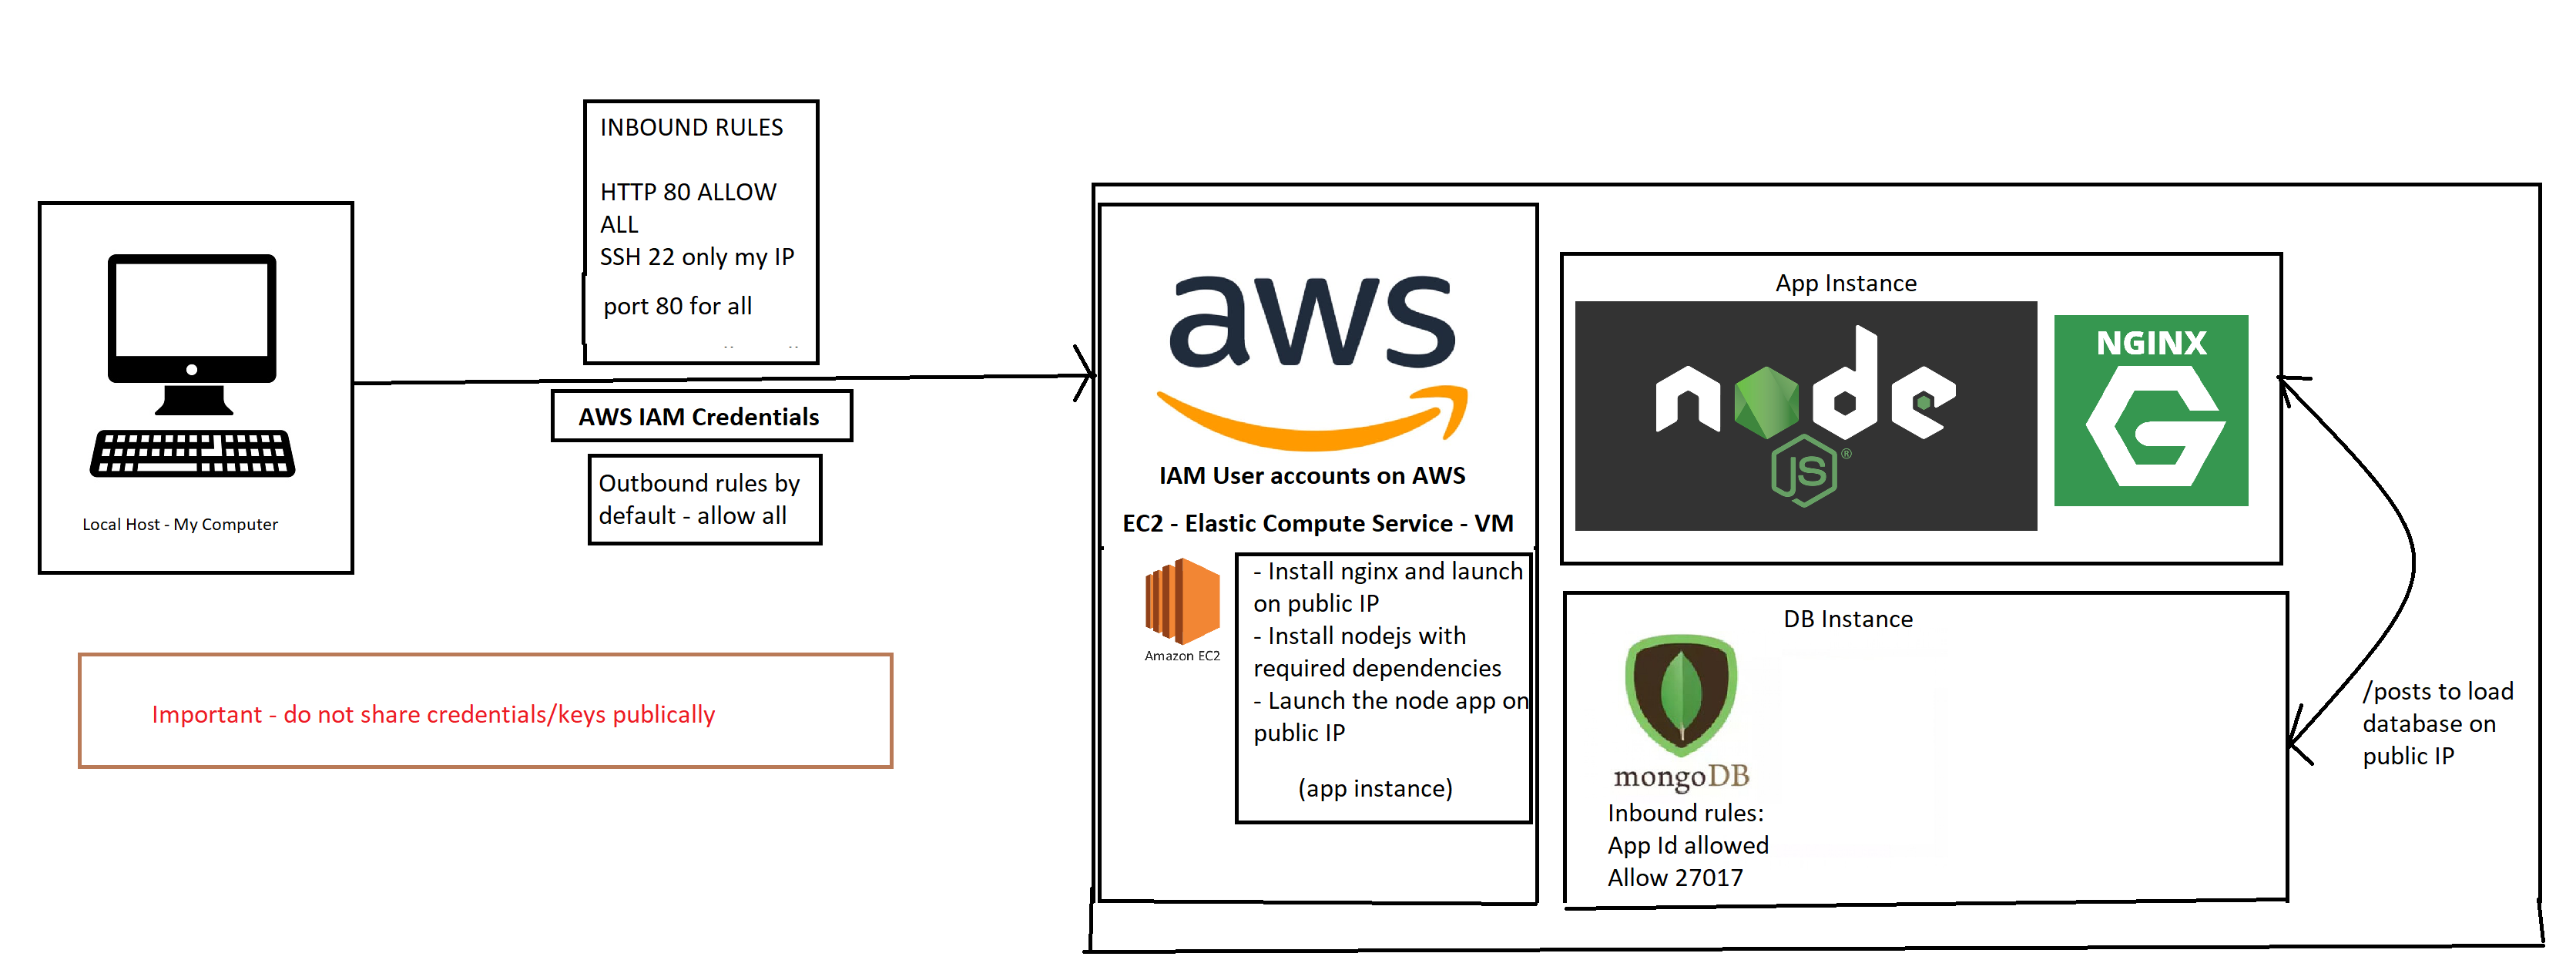 INBOUND RULES
HTTP 80 ALLOW
ALL
SSH 22 only my IP
port 80 for all
AWS IAM Credentials
Outbound rules by
default - allow all
Local Host - My Computer
Important - do not share credentials/keys publically
aws
IAM User accounts on AWS
EC2 - Elastic Compute Service - VM
Amazon EC2
- Install nginx and launch
on public IP
- Install nodejs with
required dependencies
- Launch the node app on
public IP
(app instance)
App Instance
node
JS®
NGINX
G
DB Instance
mongoDB
Inbound rules:
App Id allowed
Allow 27017
/posts to load
database on
public IP